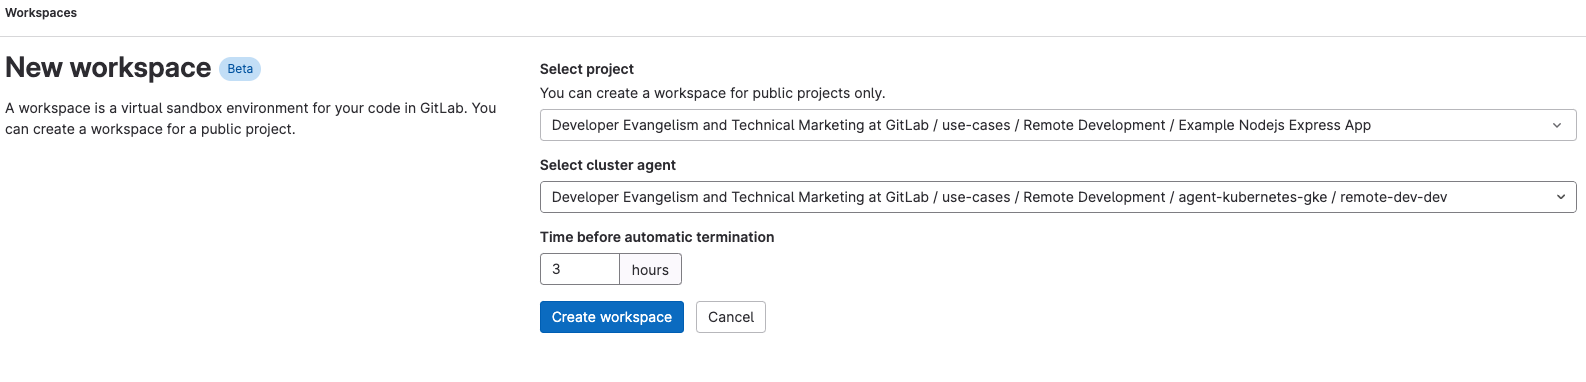 Workspaces
New workspace Beta
A workspace is a virtual sandbox environment for your code in GitLab. You
can create a workspace for a public project.
Select project
You can create a workspace for public projects only.
Developer Evangelism and Technical Marketing at GitLab / use-cases / Remote Development / Example Nodejs Express App
Select cluster agent
Developer Evangelism and Technical Marketing at GitLab / use-cases / Remote Development / agent-kubernetes-gke / remote-dev-dev
Time before automatic termination
3 hours
Create workspace Cancel